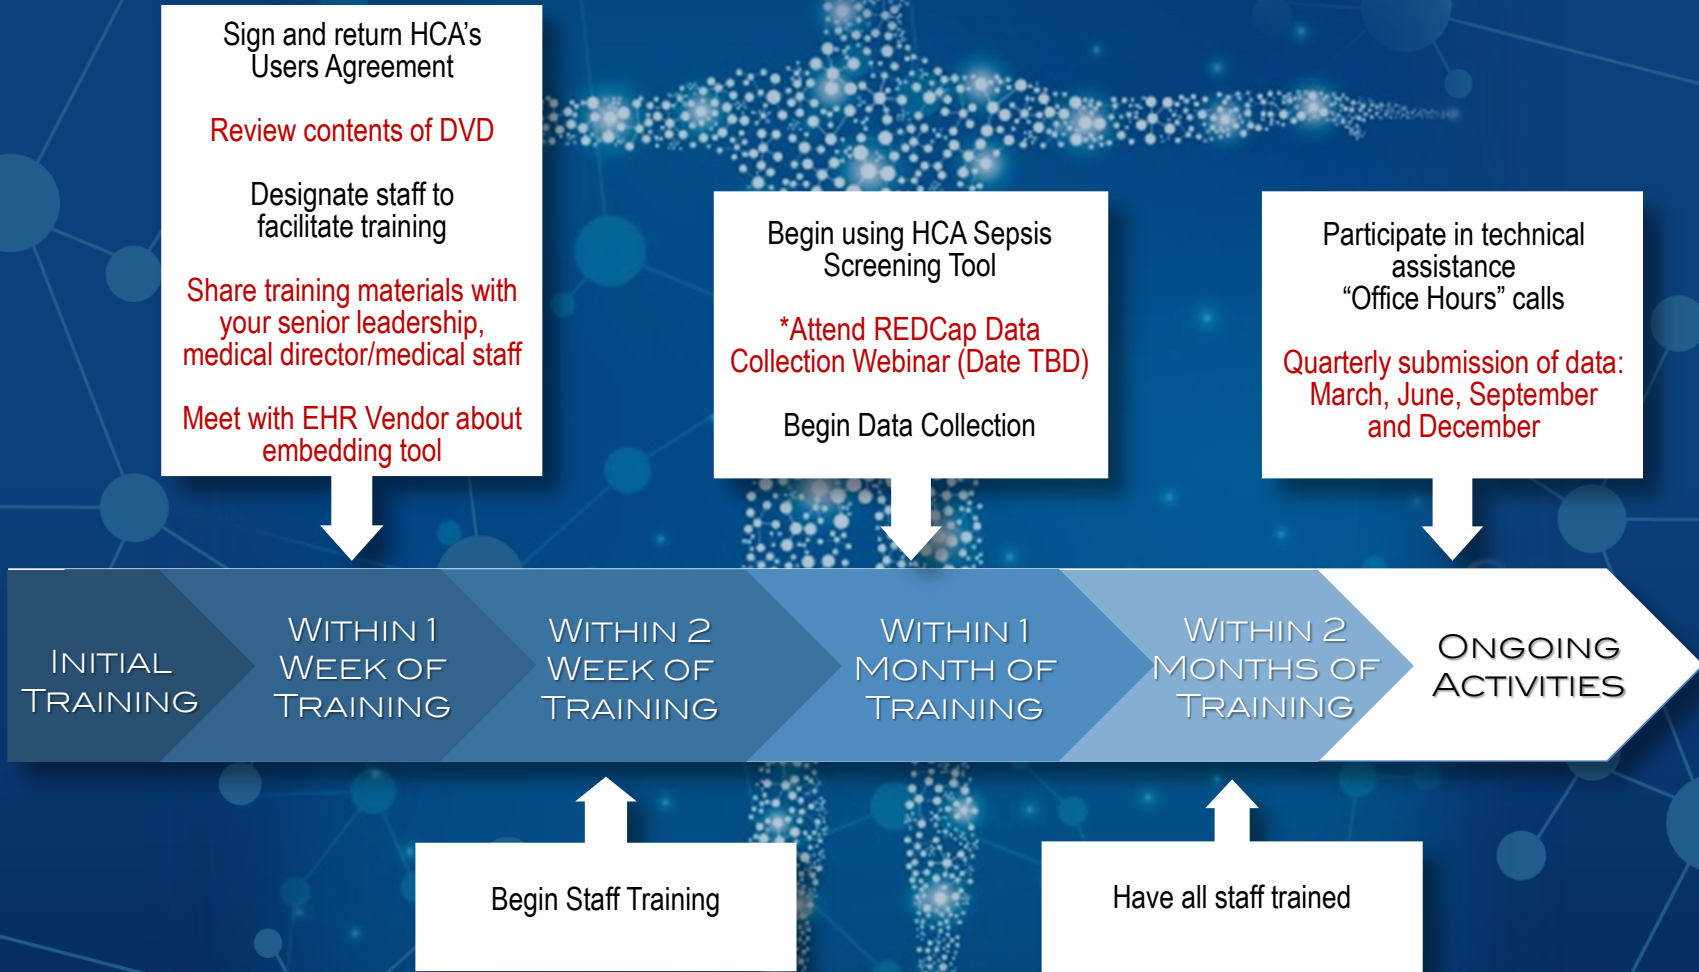 Sign and return HCA's
Users Agreement
Review contents of DVD
Designate staff to
facilitate training
Share training materials with
your senior leadership,
medical director/medical staff
Meet with EHR Vendor about
embedding tool
Begin using HCA Sepsis
Screening Tool
*Attend REDCap Data
Collection Webinar (Date TBD)
Begin Data Collection
Participate in technical
assistance
“Office Hours” calls
Quarterly submission of data:
March, June, September
and December
Initial
Training
Within 1
Week of
Training
Within 2
Week of
Training
Within 1
Month of
Training
Within 2
Months of
Training
Ongoing
Activities
Begin Staff Training
Have all staff trained